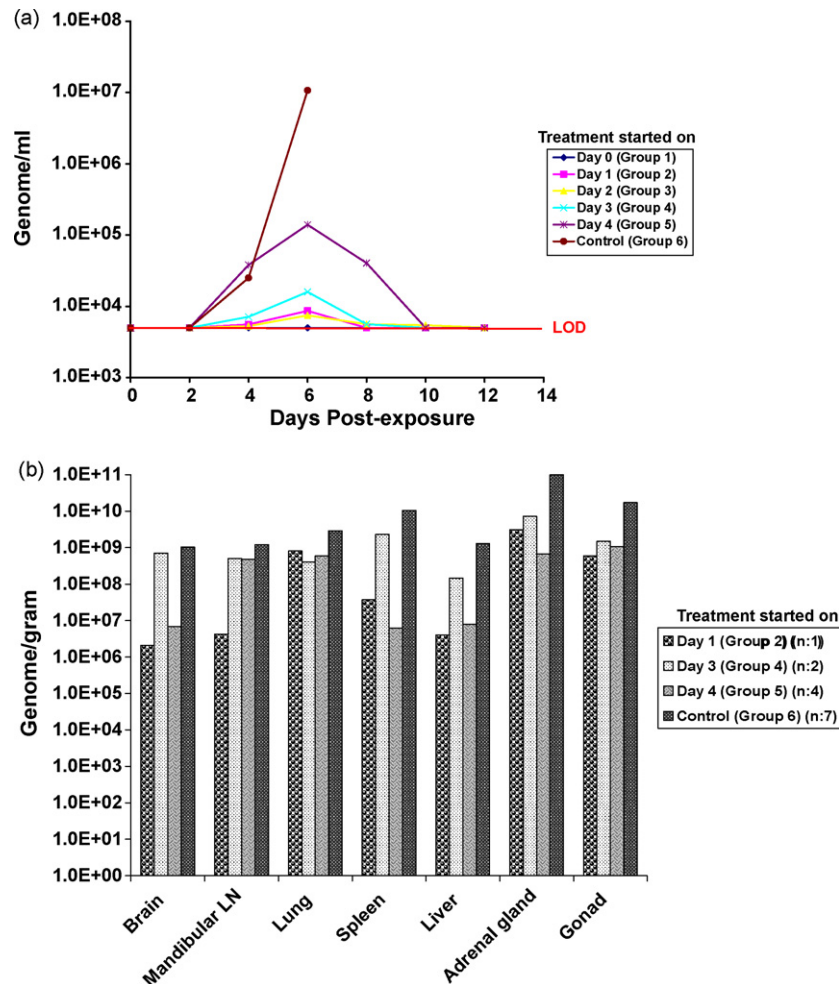 (a)
1.0E+08
1.0E+07
1.0E+06
1.0E+05
1.0E+04
1.0E+03
Genome/ml
0 2 4 6 8 10 12 14
Days Post-exposure
LOD
Treatment started on
Day 0 (Group 1)
Day 1 (Group 2)
Day 2 (Group 3)
Day 3 (Group 4)
Day 4 (Group 5)
Control (Group 6)
(b)
1.0E+11
1.0E+10
1.0E+09
1.0E+08
1.0E+07
1.0E+06
1.0E+05
1.0E+04
1.0E+03
1.0E+02
1.0E+01
1.0E+00
Genome/gram
Brain
Mandibular LN
Lung
Spleen
Liver
Adrenal gland
Gonad
Treatment started on
Day 1 (Group 2) (n:1)
Day 3 (Group 4) (n:2)
Day 4 (Group 5) (n:4)
Control (Group 6) (n:7)